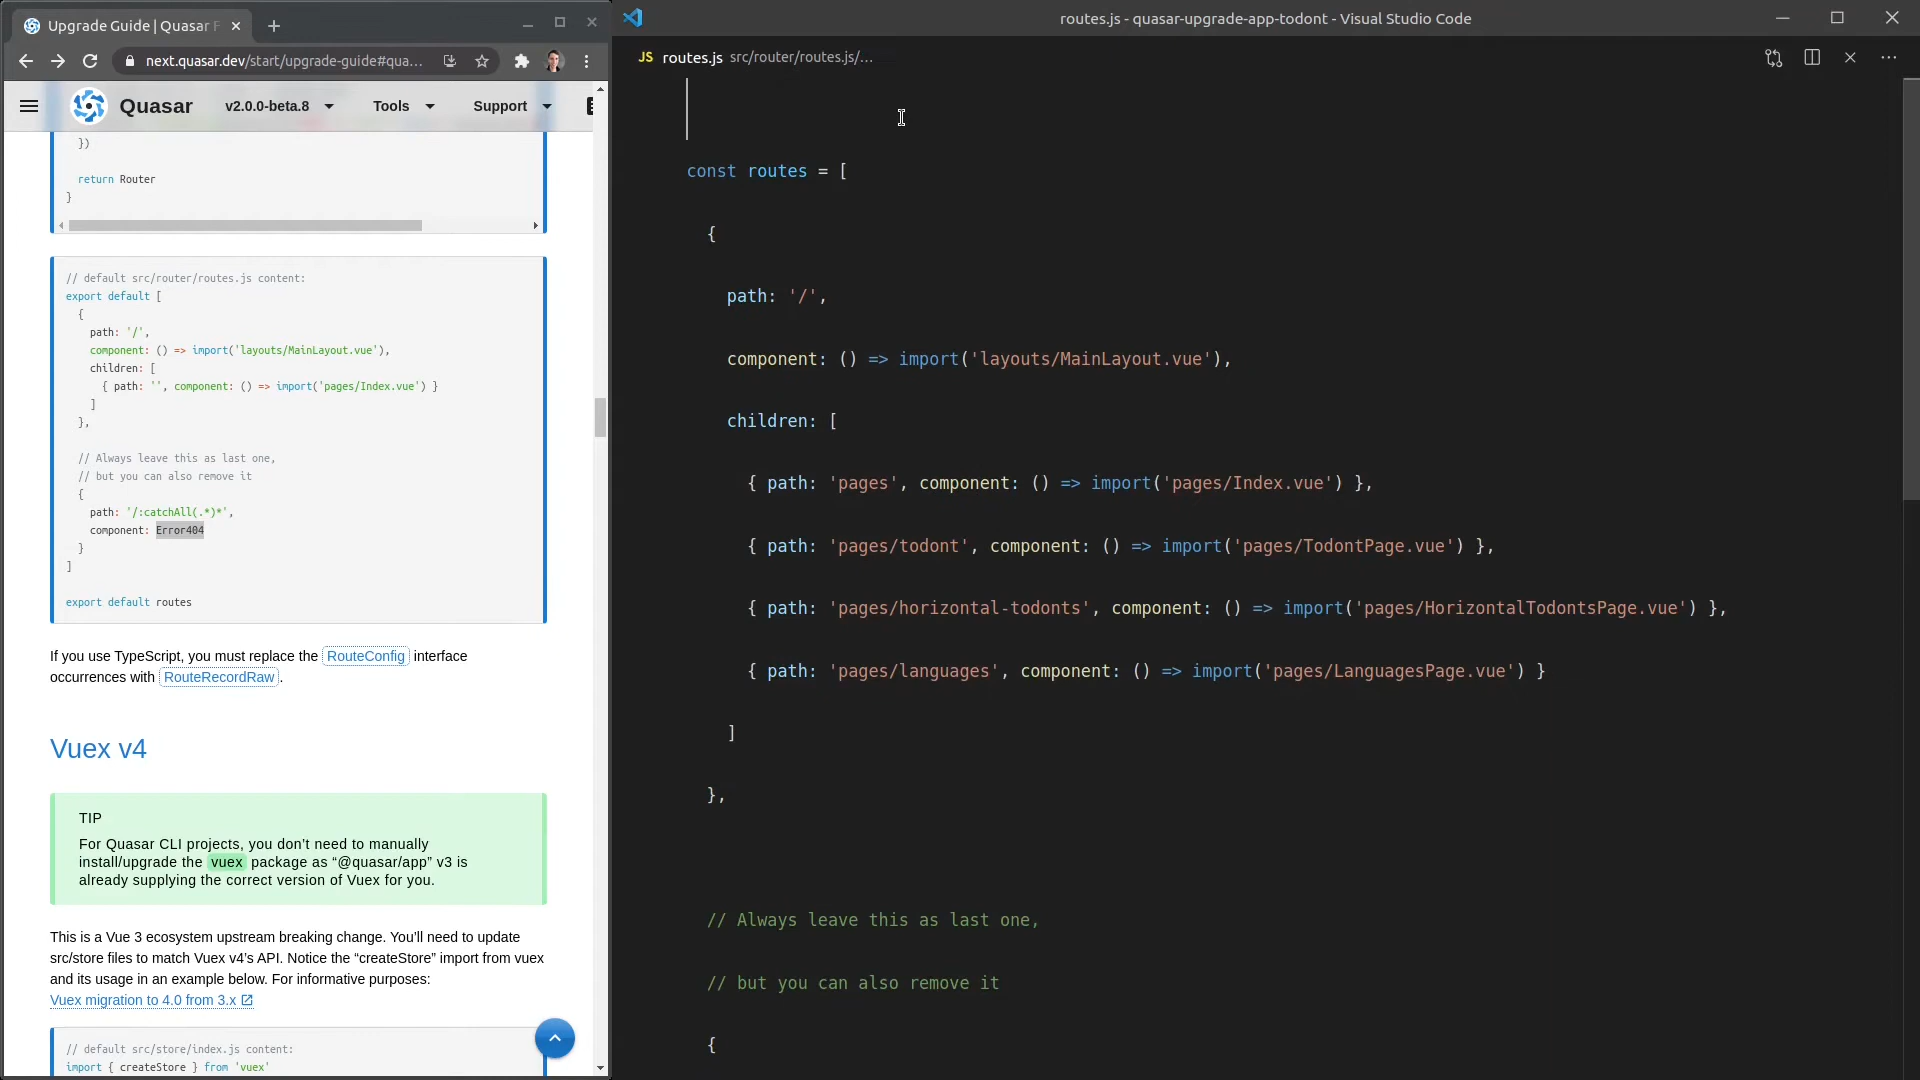 Upgrade Guide | Quasar F
next.quasar.dev/start/upgrade-guide#qua...
Quasar
v2.0.0-beta.8
Tools
Support
})
return Router
}
// default src/router/routes.js content:
export default [
{
path: '/',
component: () => import('layouts/MainLayout.vue'),
children: [
{ path: '', component: () => import('pages/Index.vue') }
]
},
// Always leave this as last one,
// but you can also remove it
{
path: '/:catchAll(.*)*',
component: Error404
}
]
export default routes
If you use TypeScript, you must replace the RouteConfig interface
occurrences with RouteRecordRaw.
Vuex v4
TIP
For Quasar CLI projects, you don’t need to manually
install/upgrade the vuex package as “@quasar/app” v3 is
already supplying the correct version of Vuex for you.
This is a Vue 3 ecosystem upstream breaking change. You’ll need to update
src/store files to match Vuex v4’s API. Notice the “createStore” import from vuex
and its usage in an example below. For informative purposes:
Vuex migration to 4.0 from 3.x
// default src/store/index.js content:
import { createStore } from 'vuex'
routes.js - quasar-upgrade-app-todont - Visual Studio Code
JS routes.js src/router/routes.js/...
const routes = [
{
path: '/',
component: () => import('layouts/MainLayout.vue'),
children: [
{ path: 'pages', component: () => import('pages/Index.vue') },
{ path: 'pages/todont', component: () => import('pages/TodontPage.vue') },
{ path: 'pages/horizontal-todonts', component: () => import('pages/HorizontalTodontsPage.vue') },
{ path: 'pages/languages', component: () => import('pages/LanguagesPage.vue') }
]
},
// Always leave this as last one,
// but you can also remove it
{